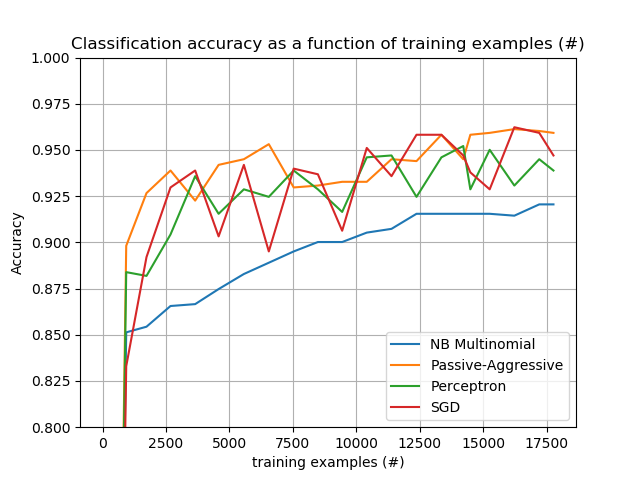 Classification accuracy as a function of training examples (#)
1.000
0.975
0.950
0.925
0.900
0.875
0.850
0.825
0.800
Accuracy
NB Multinomial
Passive-Aggressive
Perceptron
SGD
0 2500 5000 7500 10000 12500 15000 17500
training examples (#)